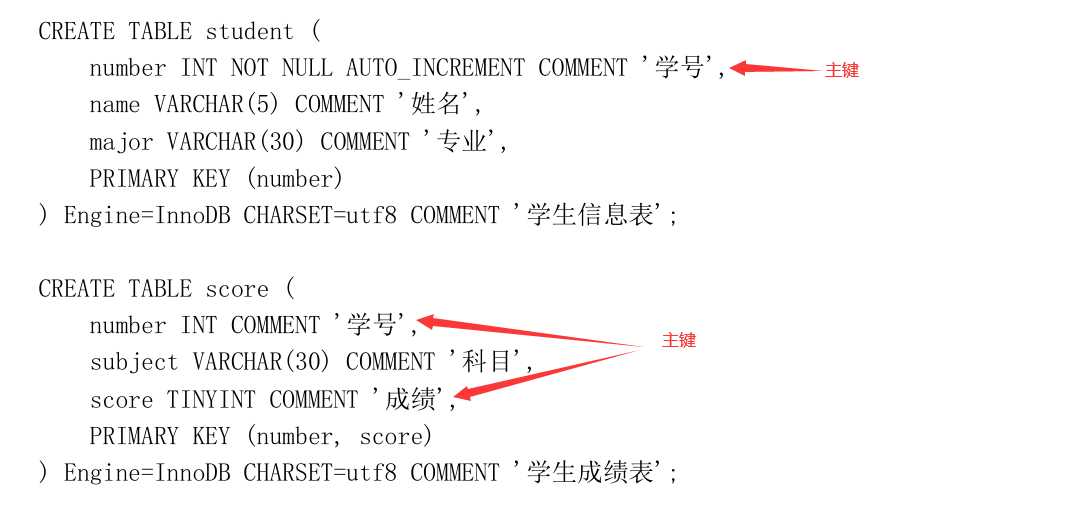 CREATE TABLE student (
number INT NOT NULL AUTO_INCREMENT COMMENT '学号', 主键
name VARCHAR(5) COMMENT '姓名',
major VARCHAR(30) COMMENT '专业',
PRIMARY KEY (number)
) Engine=InnoDB CHARSET=utf8 COMMENT '学生信息表';
CREATE TABLE score (
number INT COMMENT '学号',
主键
subject VARCHAR(30) COMMENT '科目',
score TINYINT COMMENT '成绩',
PRIMARY KEY (number, score)
) Engine=InnoDB CHARSET=utf8 COMMENT '学生成绩表';